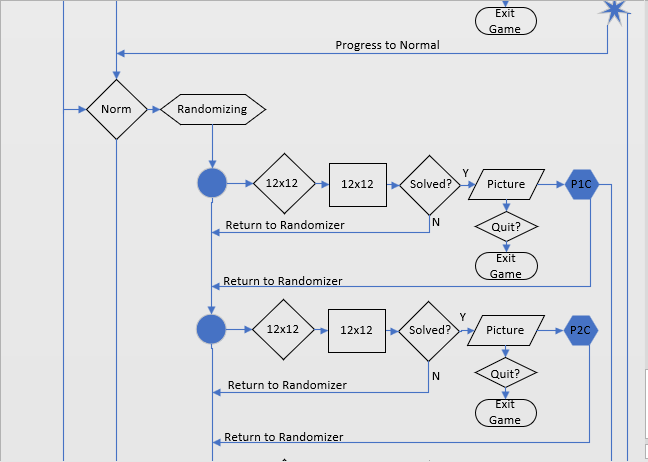 Exit
Game
Progress to Normal
Norm
Randomizing
12x12
12x12
Solved?
Y
Picture
P1C
N
Return to Randomizer
Quit?
Exit
Game
Return to Randomizer
12x12
12x12
Solved?
Y
Picture
P2C
N
Return to Randomizer
Quit?
Exit
Game
Return to Randomizer